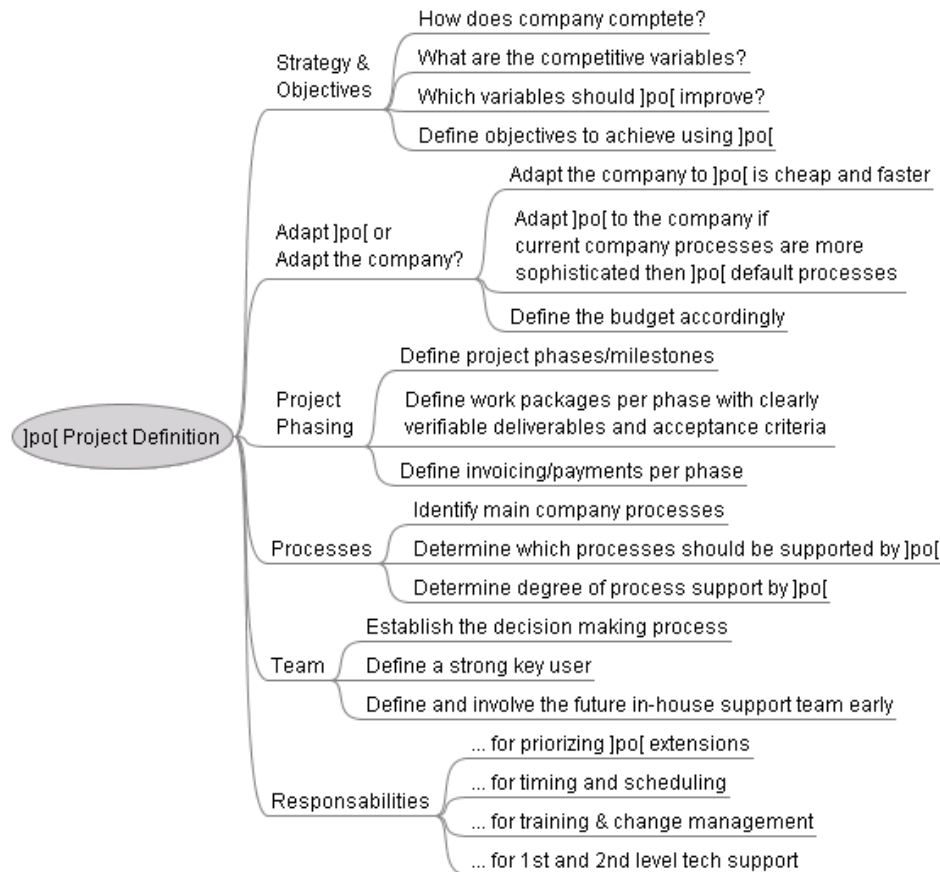 ]po[ Project Definition
Strategy &
Objectives
How does company comptete?
What are the competitive variables?
Which variables should ]po[ improve?
Define objectives to achieve using ]po[
Adapt ]po[ or
Adapt the company?
Adapt the company to ]po[ is cheap and faster
Adapt ]po[ to the company if
current company processes are more
sophisticated then ]po[ default processes
Define the budget accordingly
Project
Phasing
Define project phases/milestones
Define work packages per phase with clearly
verifiable deliverables and acceptance criteria
Define invoicing/payments per phase
Processes
Identify main company processes
Determine which processes should be supported by ]po[
Determine degree of process support by ]po[
Team
Establish the decision making process
Define a strong key user
Define and involve the future in-house support team early
Responsabilities
... for priorizing ]po[ extensions
... for timing and scheduling
... for training & change management
... for 1st and 2nd level tech support